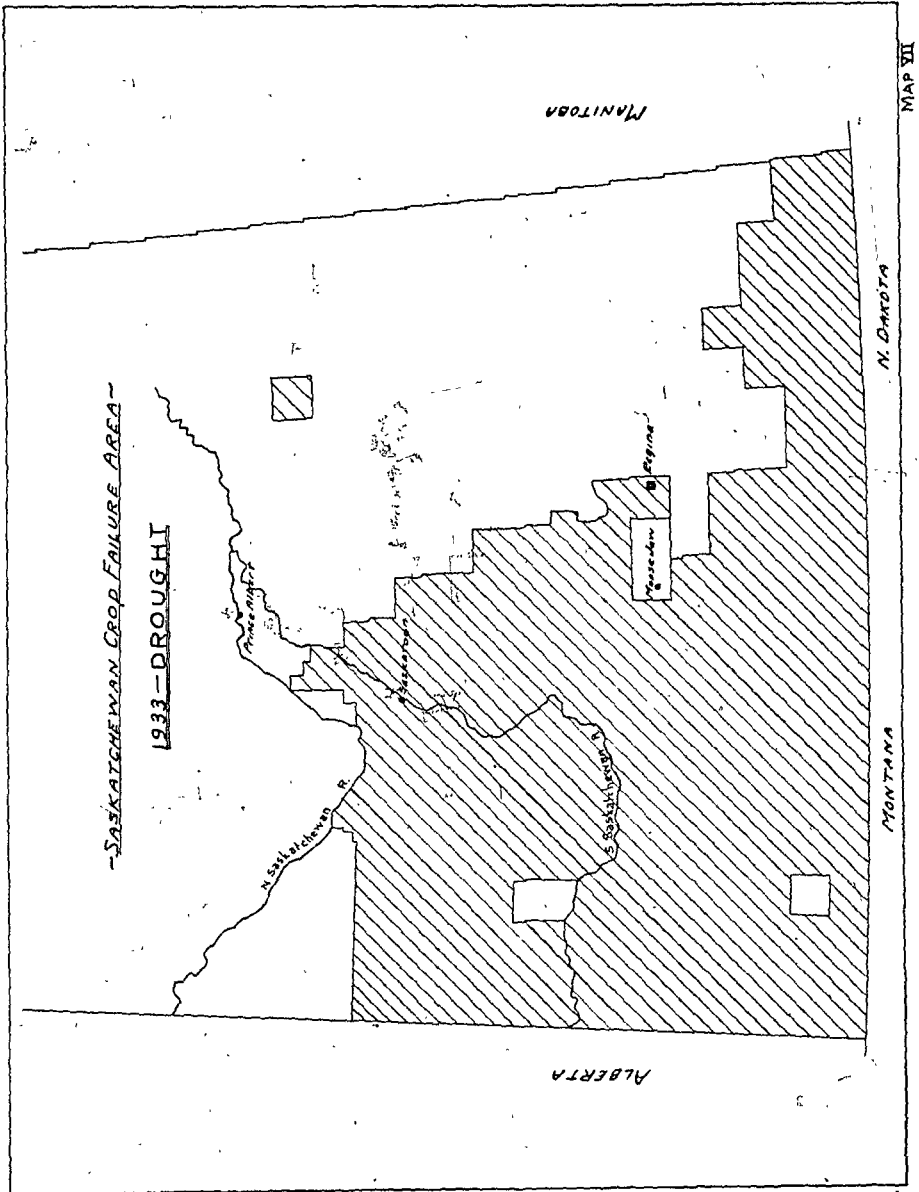 MAP VII
MANITOBA
-SASKATCHEWAN CROP FAILURE AREA-
1933-DROUGHT
N. DAKOTA
Regina
Moosejaw
Prince Albert
Saskatoon
N Saskatchewan R.
S Saskatchewan R.
MONTANA
ALBERTA